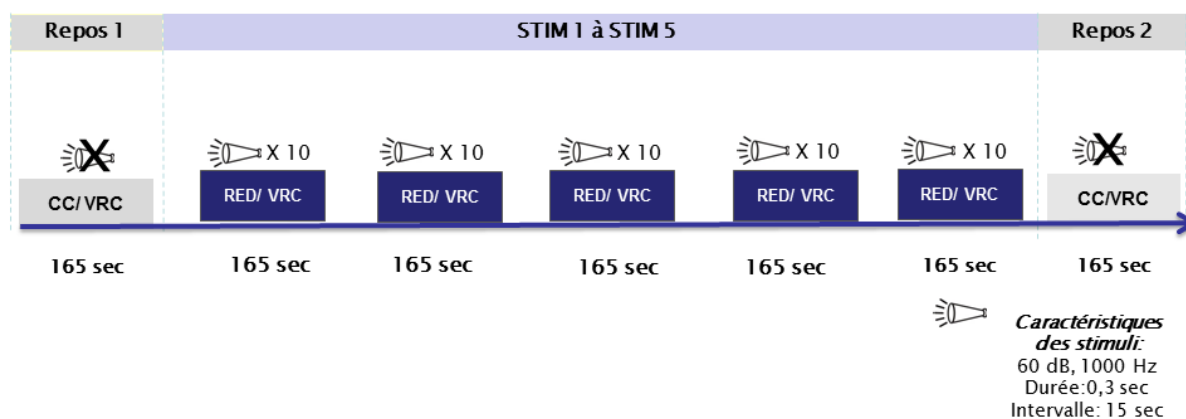 Repos 1 STIM 1 à STIM 5 Repos 2
X 10 X 10 X 10 X 10 X 10
CC/ VRC RED/ VRC RED/ VRC RED/ VRC RED/ VRC RED/ VRC CC/VRC
165 sec 165 sec 165 sec 165 sec 165 sec 165 sec 165 sec
Caractéristiques
des stimuli:
60 dB, 1000 Hz
Durée:0,3 sec
Intervalle: 15 sec